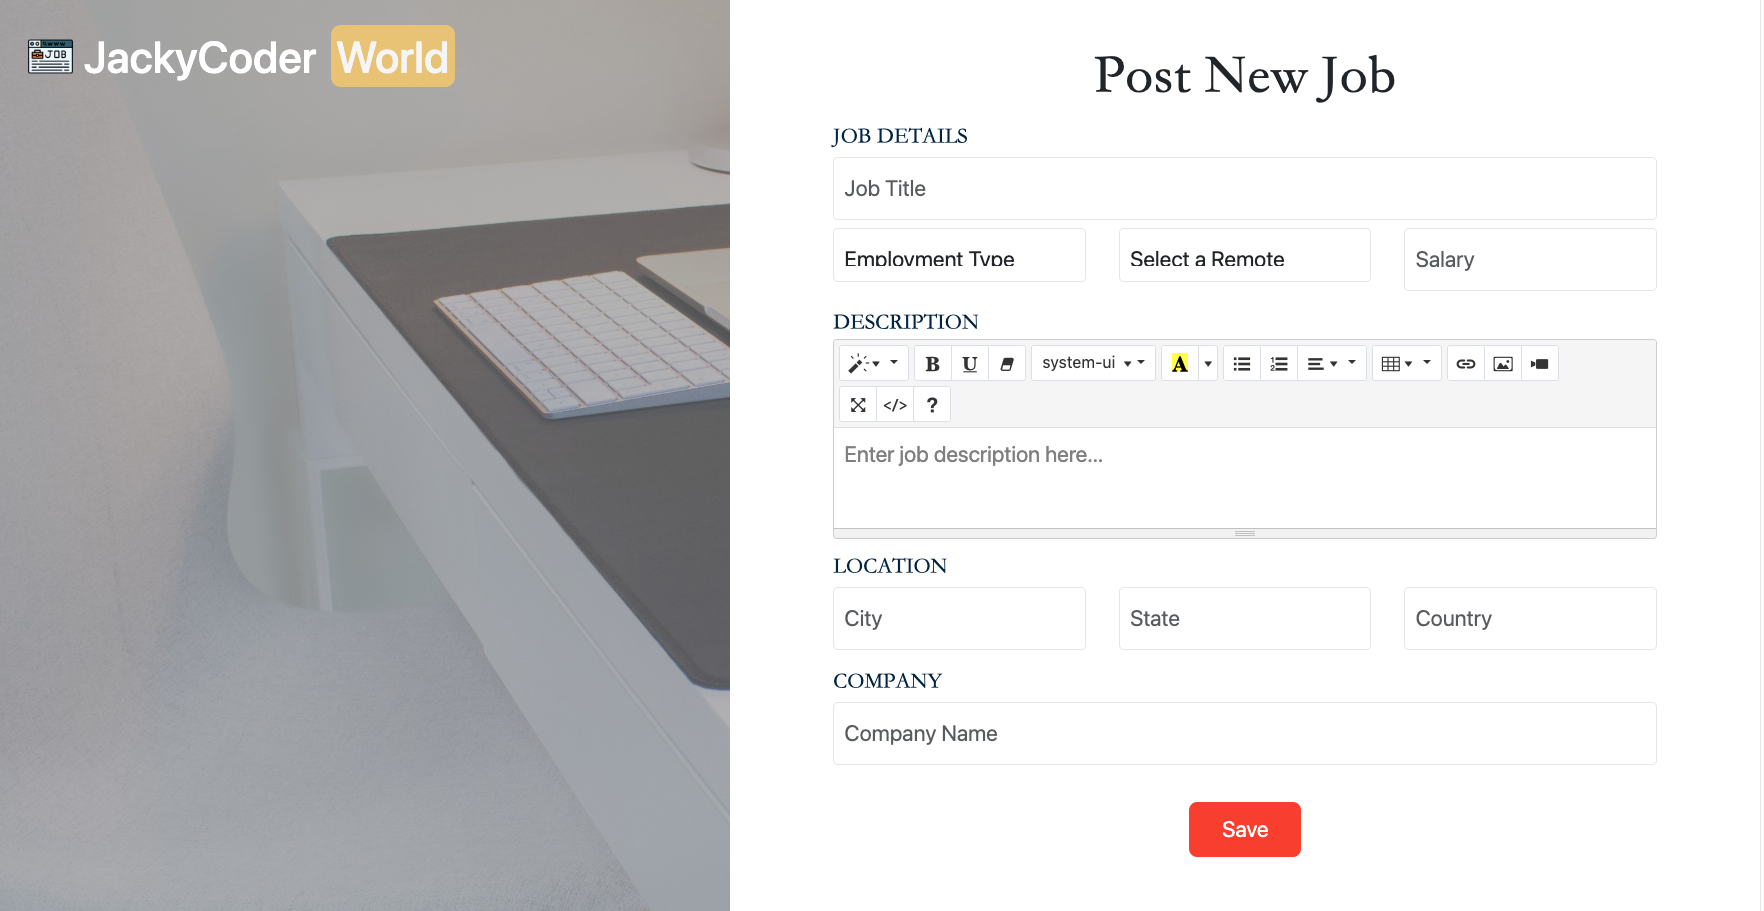 JOB
JackyCoder World
Post New Job
JOB DETAILS
Job Title
Employment Type
Select a Remote
Salary
DESCRIPTION
B U system-ui A </> ?
Enter job description here...
LOCATION
City
State
Country
COMPANY
Company Name
Save